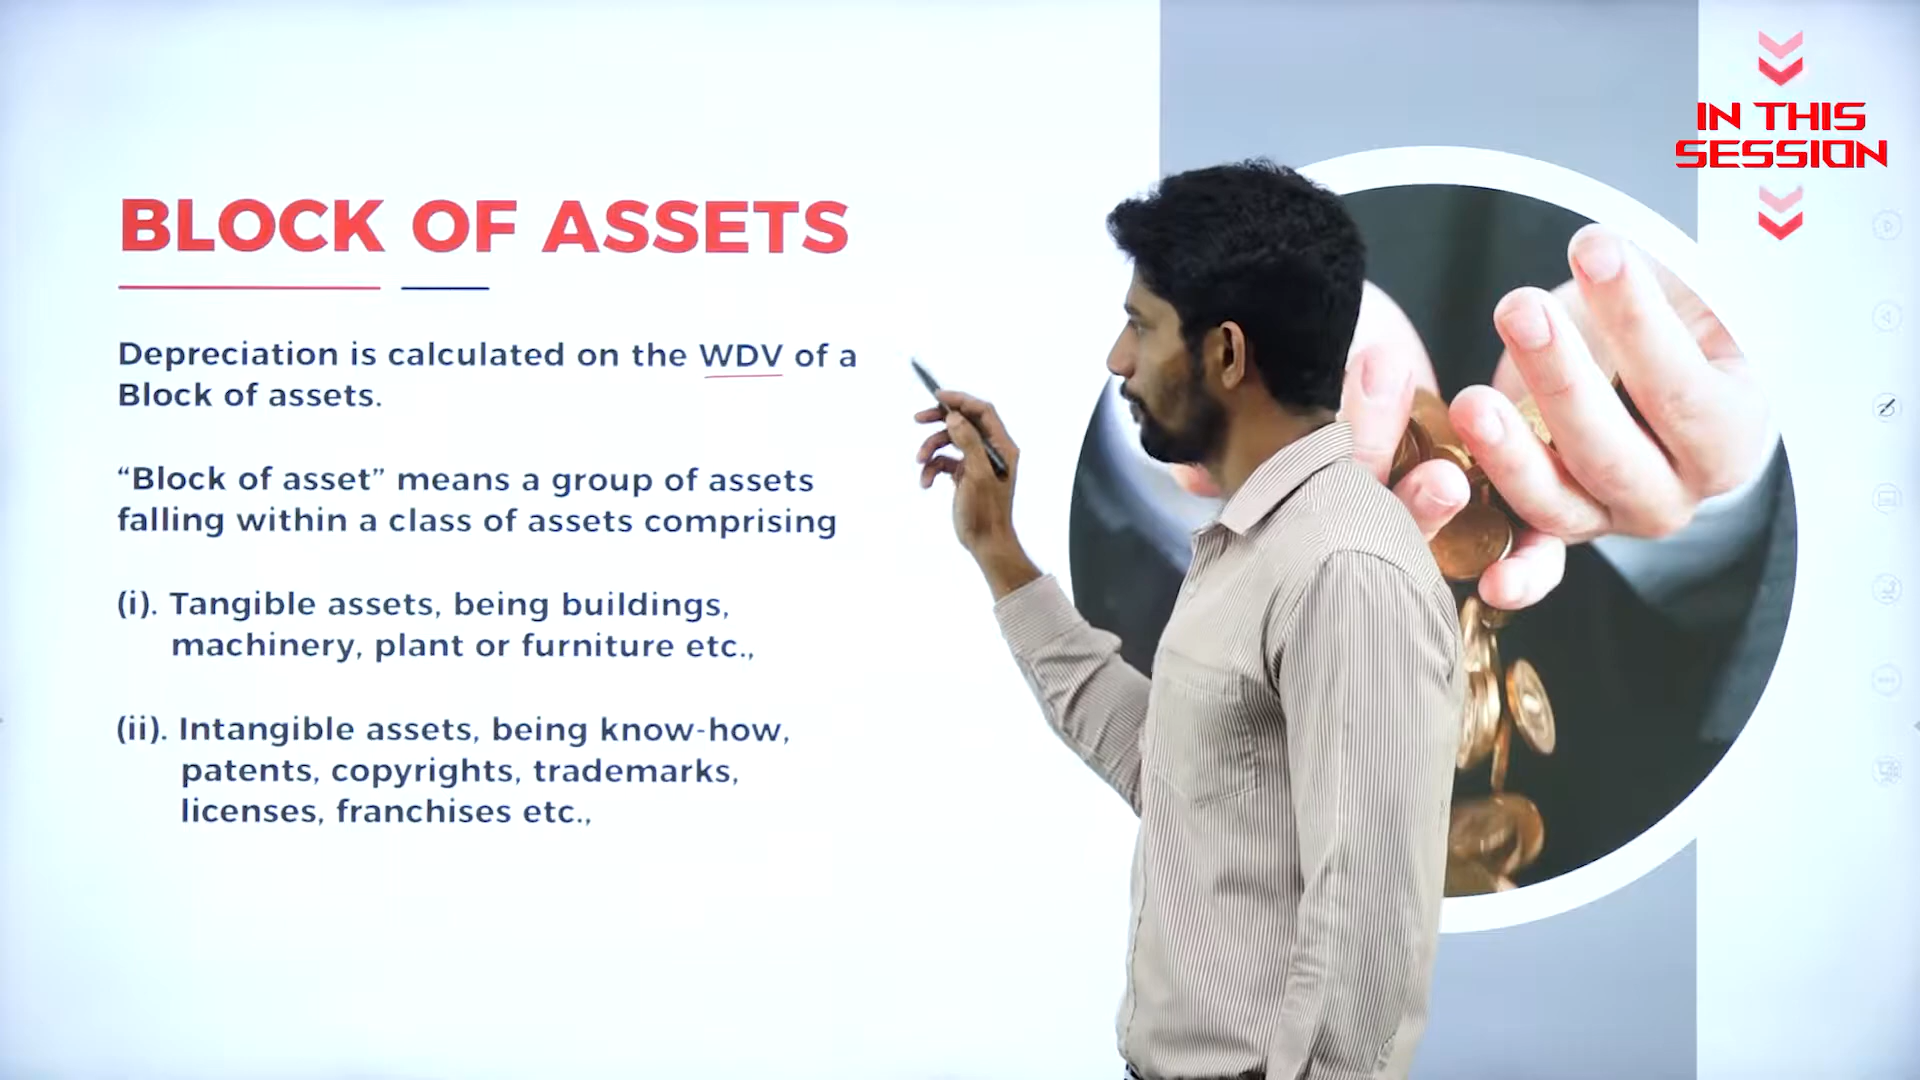 IN THIS
SESSION
BLOCK OF ASSETS
Depreciation is calculated on the WDV of a
Block of assets.
“Block of asset” means a group of assets
falling within a class of assets comprising
(i). Tangible assets, being buildings,
machinery, plant or furniture etc.,
(ii). Intangible assets, being know-how,
patents, copyrights, trademarks,
licenses, franchises etc.,